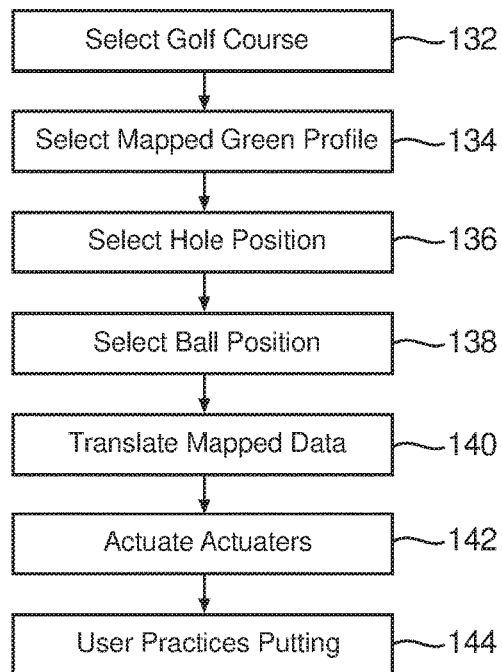 Select Golf Course 132
Select Mapped Green Profile 134
Select Hole Position 136
Select Ball Position 138
Translate Mapped Data 140
Actuate Actuaters 142
User Practices Putting 144